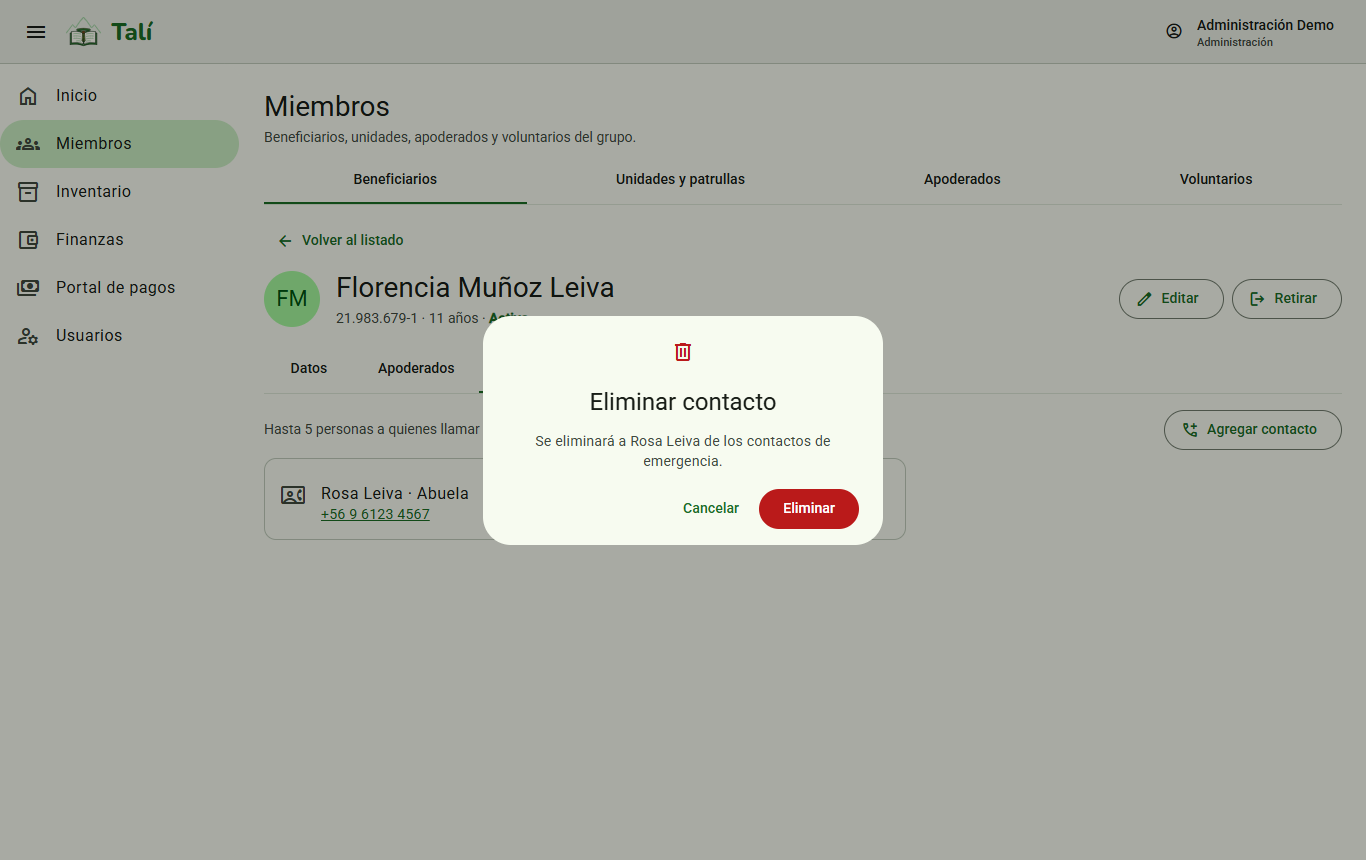 Talí
Administración Demo
Administración
Inicio
Miembros
Inventario
Finanzas
Portal de pagos
Usuarios
Miembros
Beneficiarios, unidades, apoderados y voluntarios del grupo.
Beneficiarios
Unidades y patrullas
Apoderados
Voluntarios
Volver al listado
FM
Florencia Muñoz Leiva
21.983.679-1 · 11 años ·
Editar
Retirar
Datos
Apoderados
Hasta 5 personas a quienes llamar
Agregar contacto
Rosa Leiva · Abuela
+56 9 6123 4567
Eliminar contacto
Se eliminará a Rosa Leiva de los contactos de
emergencia.
Cancelar
Eliminar